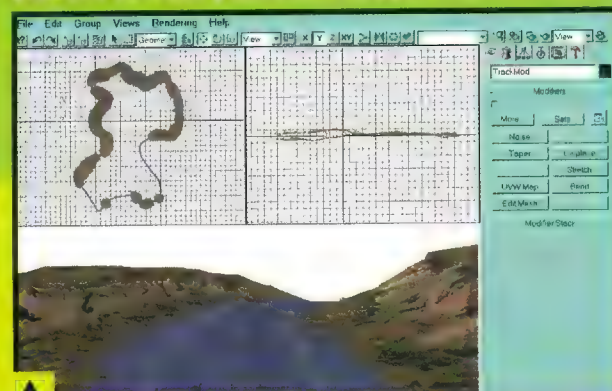 File Edit Group Views Rendering Help
View X Y Z XY View
TrackMod
Modifiers
More... Sets
Noise
Taper
Stretch
UVW Map Bend
Edit Mesh
Modifier Stack